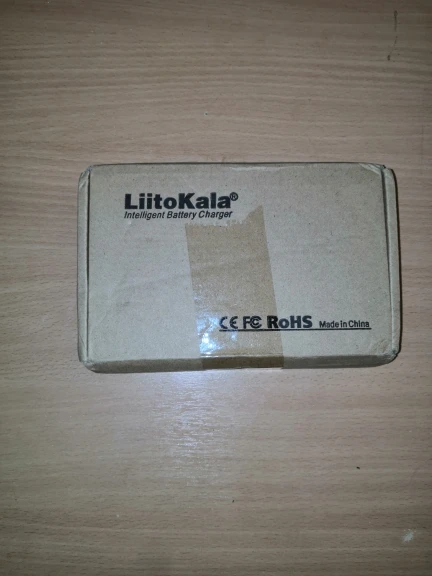 LiitoKala®
Intelligent Battery Charger
CE FC RoHS Made in China